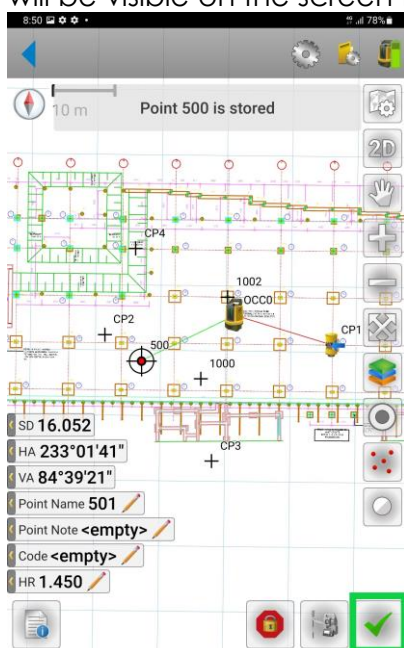 will be visible on the screen
8:50
78%
10 m
Point 500 is stored
2D
CP4
1002
OCC0
CP2
CP1
500
1000
CP3
SD 16.052
HA 233°01'41"
VA 84°39'21"
Point Name 501
Point Note <empty>
Code <empty>
HR 1.450